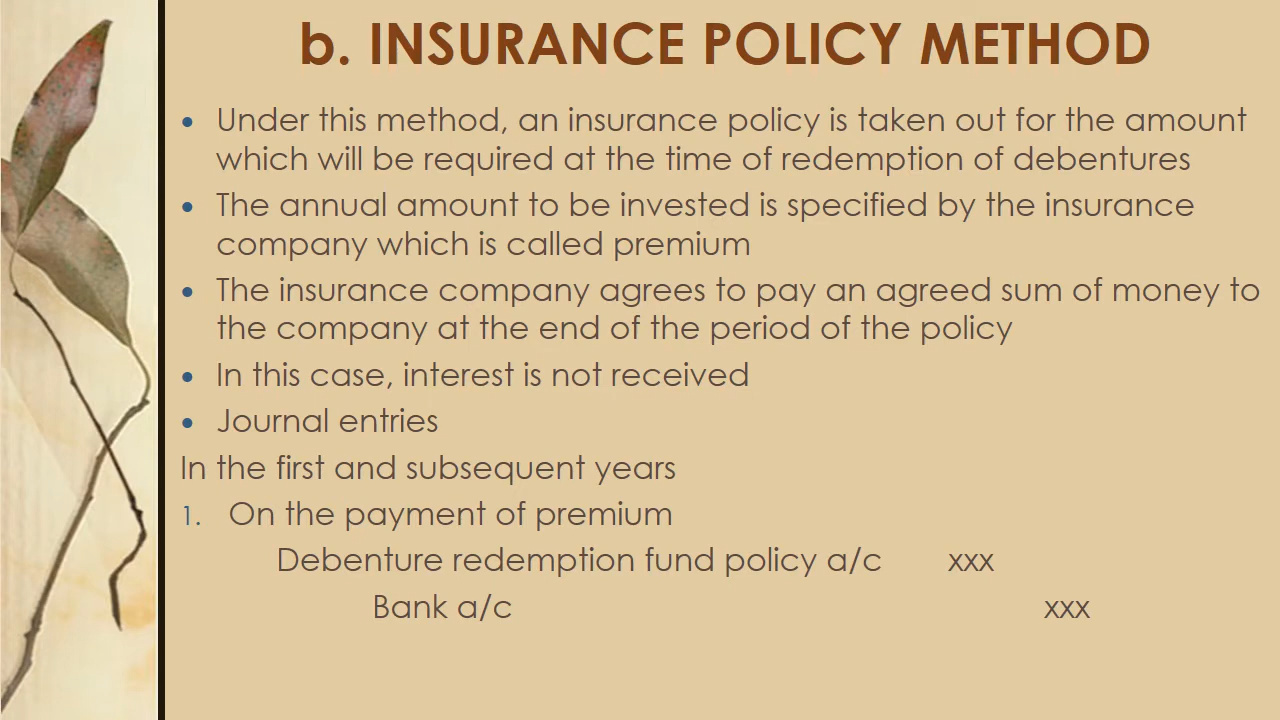 b. INSURANCE POLICY METHOD
• Under this method, an insurance policy is taken out for the amount
which will be required at the time of redemption of debentures
• The annual amount to be invested is specified by the insurance
company which is called premium
• The insurance company agrees to pay an agreed sum of money to
the company at the end of the period of the policy
• In this case, interest is not received
• Journal entries
In the first and subsequent years
1. On the payment of premium
Debenture redemption fund policy a/c xxx
Bank a/c xxx